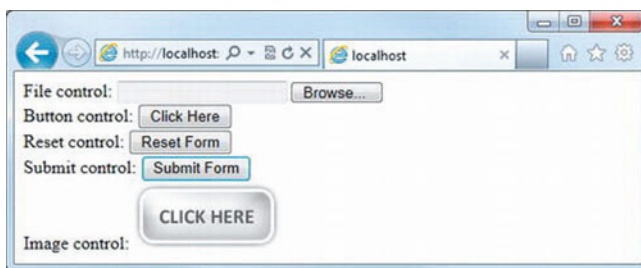 http://localhost: localhost
File control: Browse...
Button control: Click Here
Reset control: Reset Form
Submit control: Submit Form
CLICK HERE
Image control: